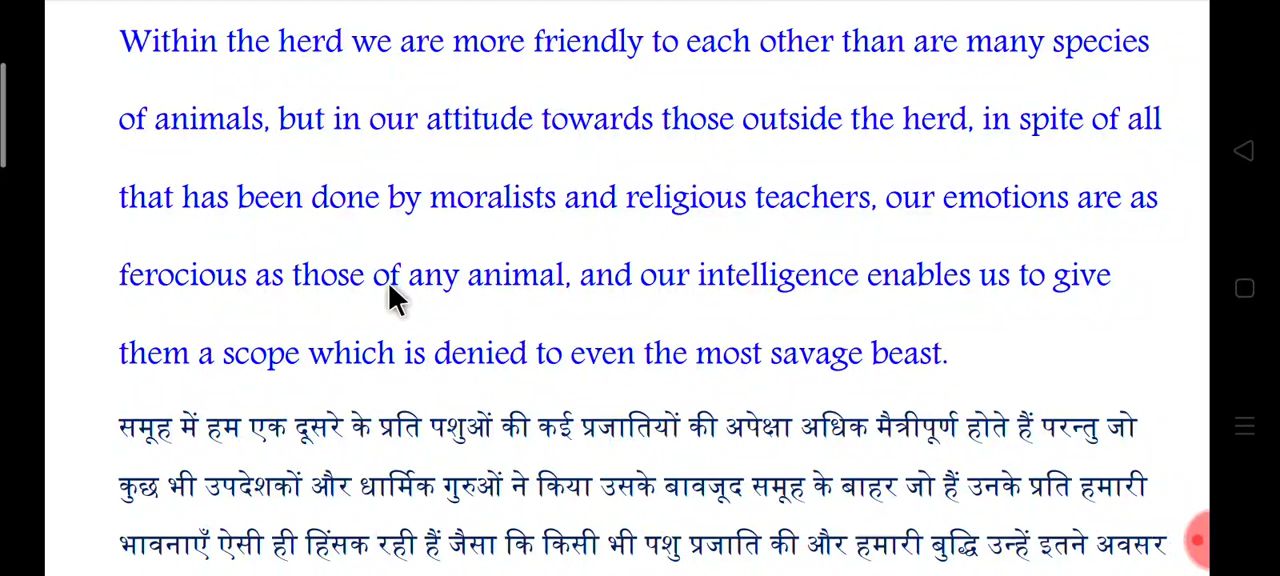 Within the herd we are more friendly to each other than are many species
of animals, but in our attitude towards those outside the herd, in spite of all
that has been done by moralists and religious teachers, our emotions are as
ferocious as those of any animal, and our intelligence enables us to give
them a scope which is denied to even the most savage beast.
समूह में हम एक दूसरे के प्रति पशुओं की कई प्रजातियों की अपेक्षा अधिक मैत्रीपूर्ण होते हैं परन्तु जो
कुछ भी उपदेशकों और धार्मिक गुरुओं ने किया उसके बावजूद समूह के बाहर जो हैं उनके प्रति हमारी
भावनाएँ ऐसी ही हिंसक रही हैं जैसा कि किसी भी पशु प्रजाति की और हमारी बुद्धि उन्हें इतने अवसर